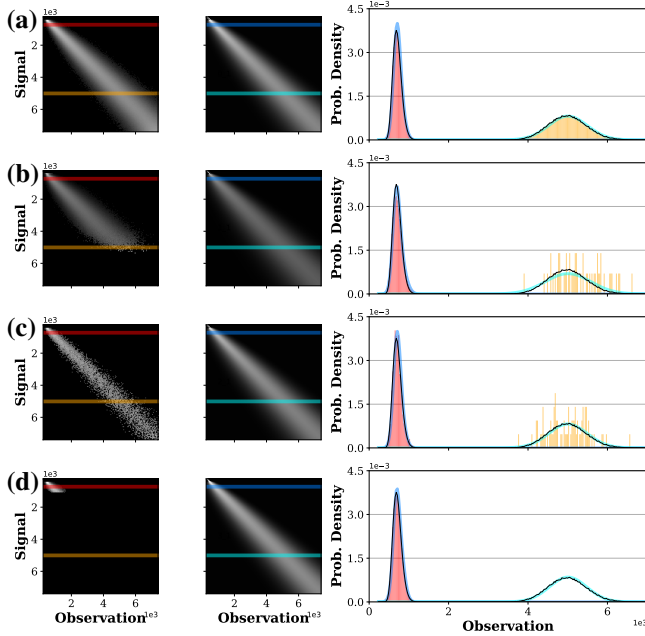 (a)
1e3
Signal
2
4
6
Prob. Density
1e−3
4.5
3.0
1.5
0.0
(b)
1e3
Signal
2
4
6
Prob. Density
1e−3
4.5
3.0
1.5
0.0
(c)
1e3
Signal
2
4
6
Prob. Density
1e−3
4.5
3.0
1.5
0.0
(d)
1e3
Signal
2
4
6
2 4 6
Observation 1e3
2 4 6
Observation 1e3
Prob. Density
1e−3
4.5
3.0
1.5
0.0
0 2 4 6
Observation 1e3